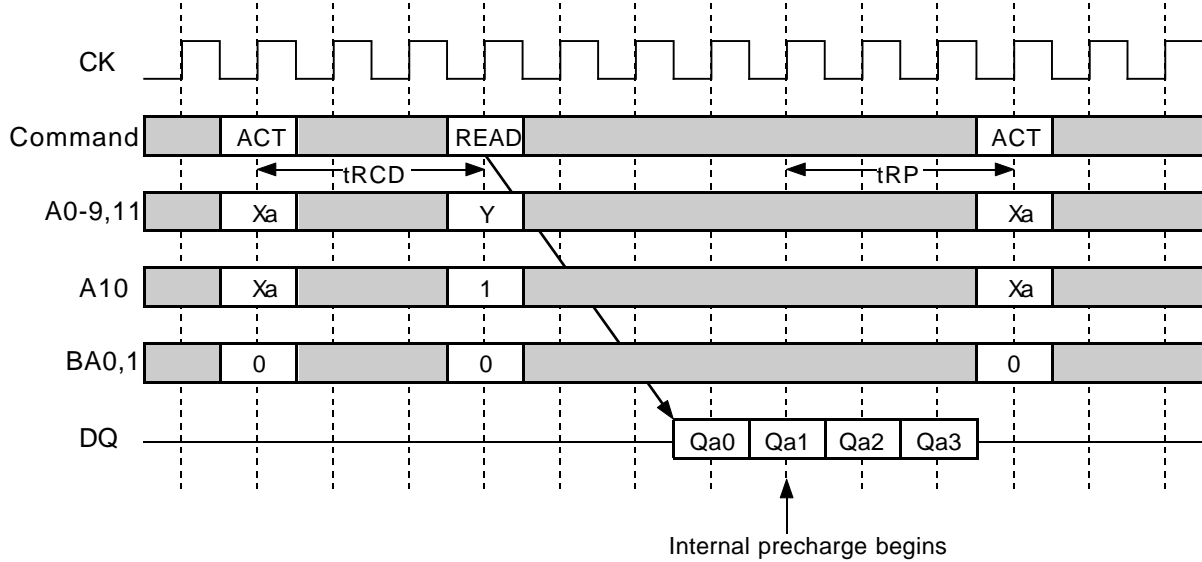 CK
Command ACT READ ACT
tRCD tRP
A0-9,11 Xa Y Xa
A10 Xa 1 Xa
BA0,1 0 0 0
DQ Qa0 Qa1 Qa2 Qa3
Internal precharge begins